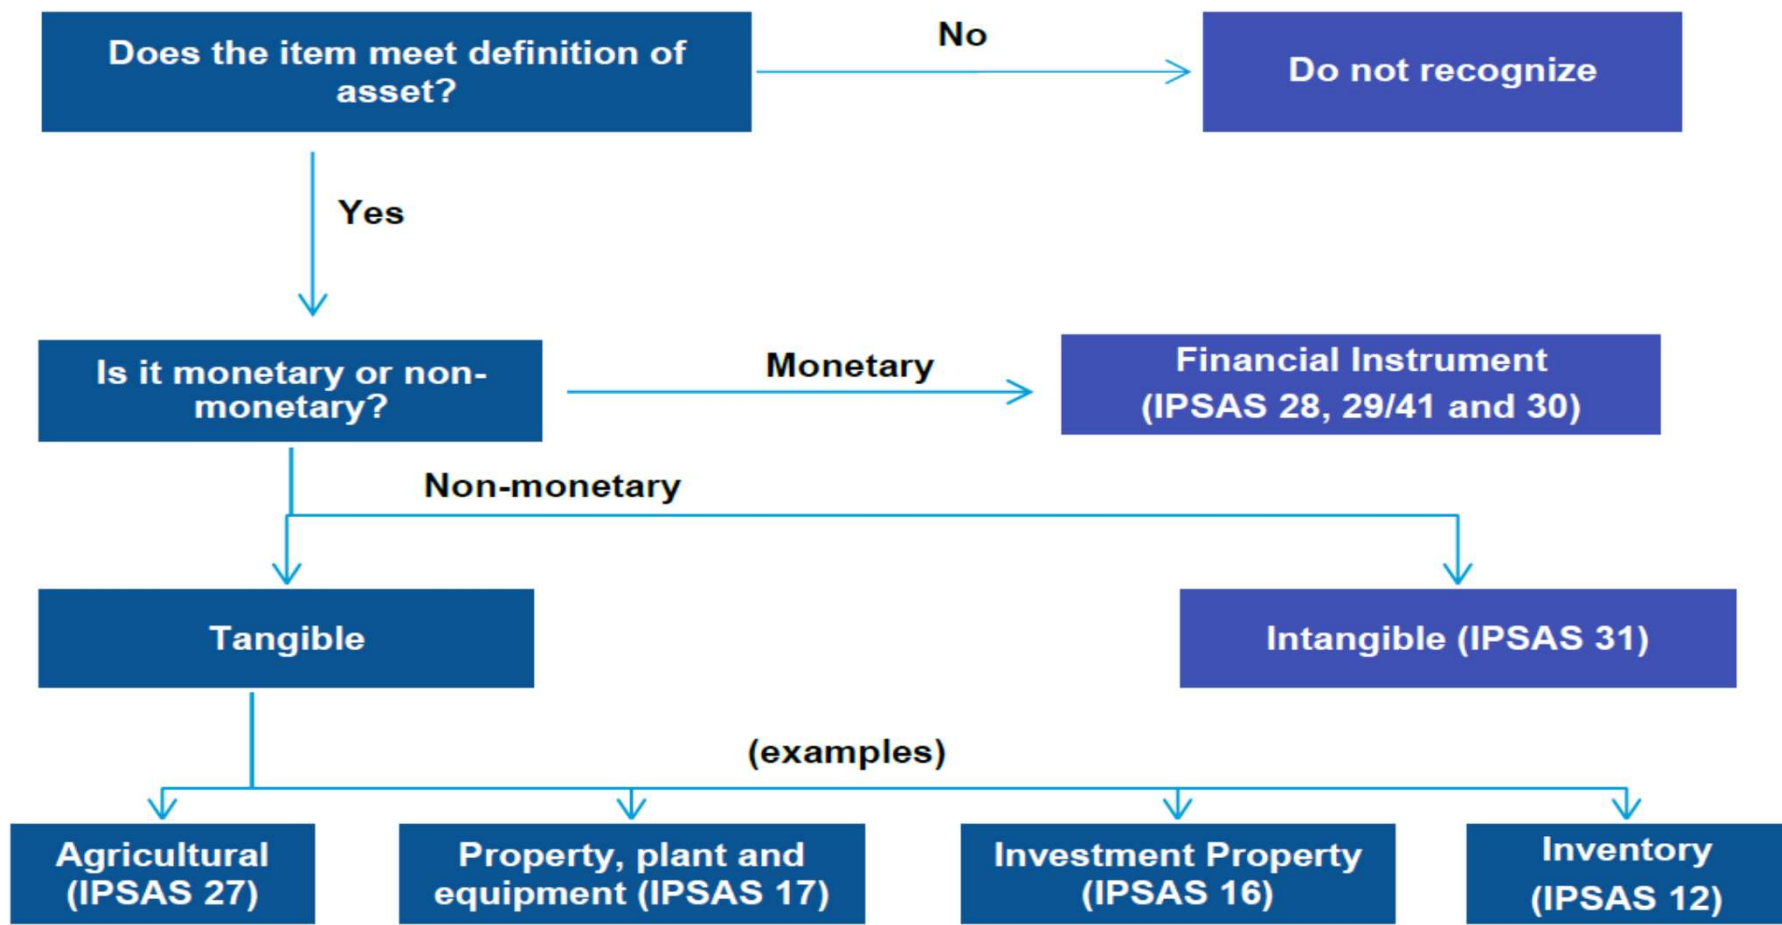 Does the item meet definition of
asset?
No
Do not recognize
Yes
Is it monetary or non-
monetary?
Monetary
Financial Instrument
(IPSAS 28, 29/41 and 30)
Non-monetary
Tangible
Intangible (IPSAS 31)
(examples)
Agricultural
(IPSAS 27)
Property, plant and
equipment (IPSAS 17)
Investment Property
(IPSAS 16)
Inventory
(IPSAS 12)